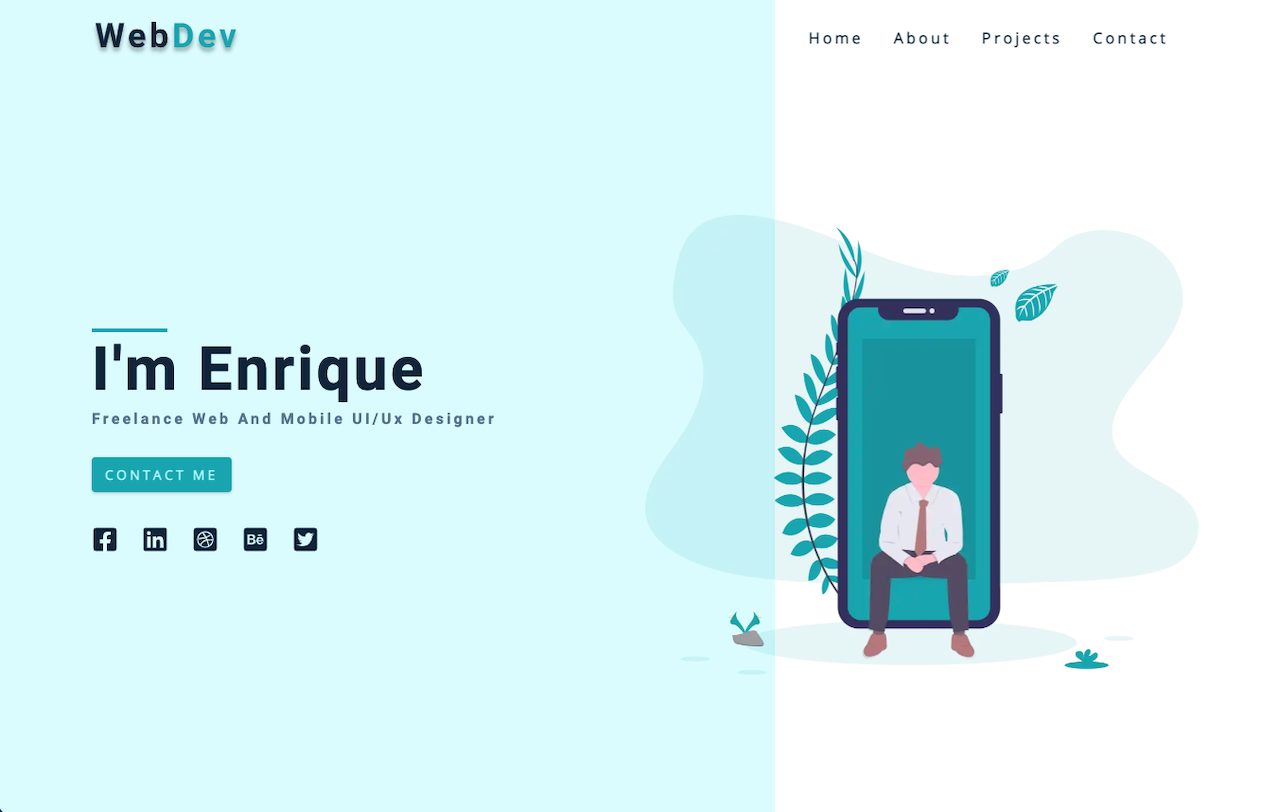 WebDev
Home About Projects Contact
I'm Enrique
Freelance Web And Mobile UI/Ux Designer
CONTACT ME
Bē